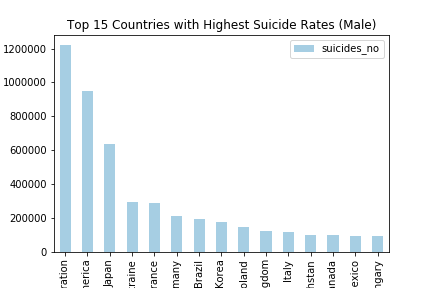 Top 15 Countries with Highest Suicide Rates (Male)
suicides_no
1200000
1000000
800000
600000
400000
200000
0
ration
nerica
Japan
raine
rance
many
Brazil
Korea
oland
gdom
Italy
hstan
nada
exico
ngary